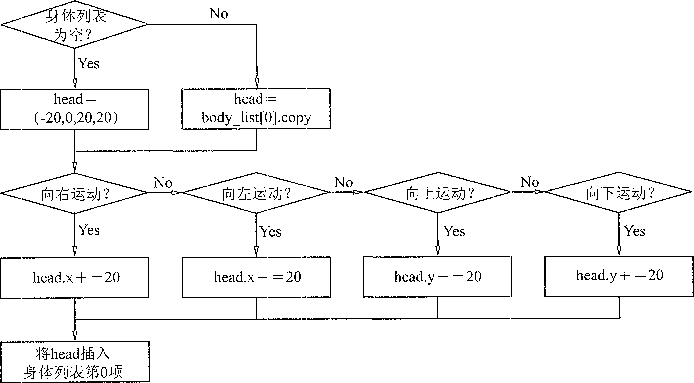 身体列表
为空?
No
Yes
head=
(-20,0,20,20)
head=
body_list[0].copy
向右运动?
No
向左运动?
No
向上运动?
No
向下运动?
Yes
Yes
Yes
Yes
head.x+=20
head.x-=20
head.y-=20
head.y+=20
将head插入
身体列表第0项